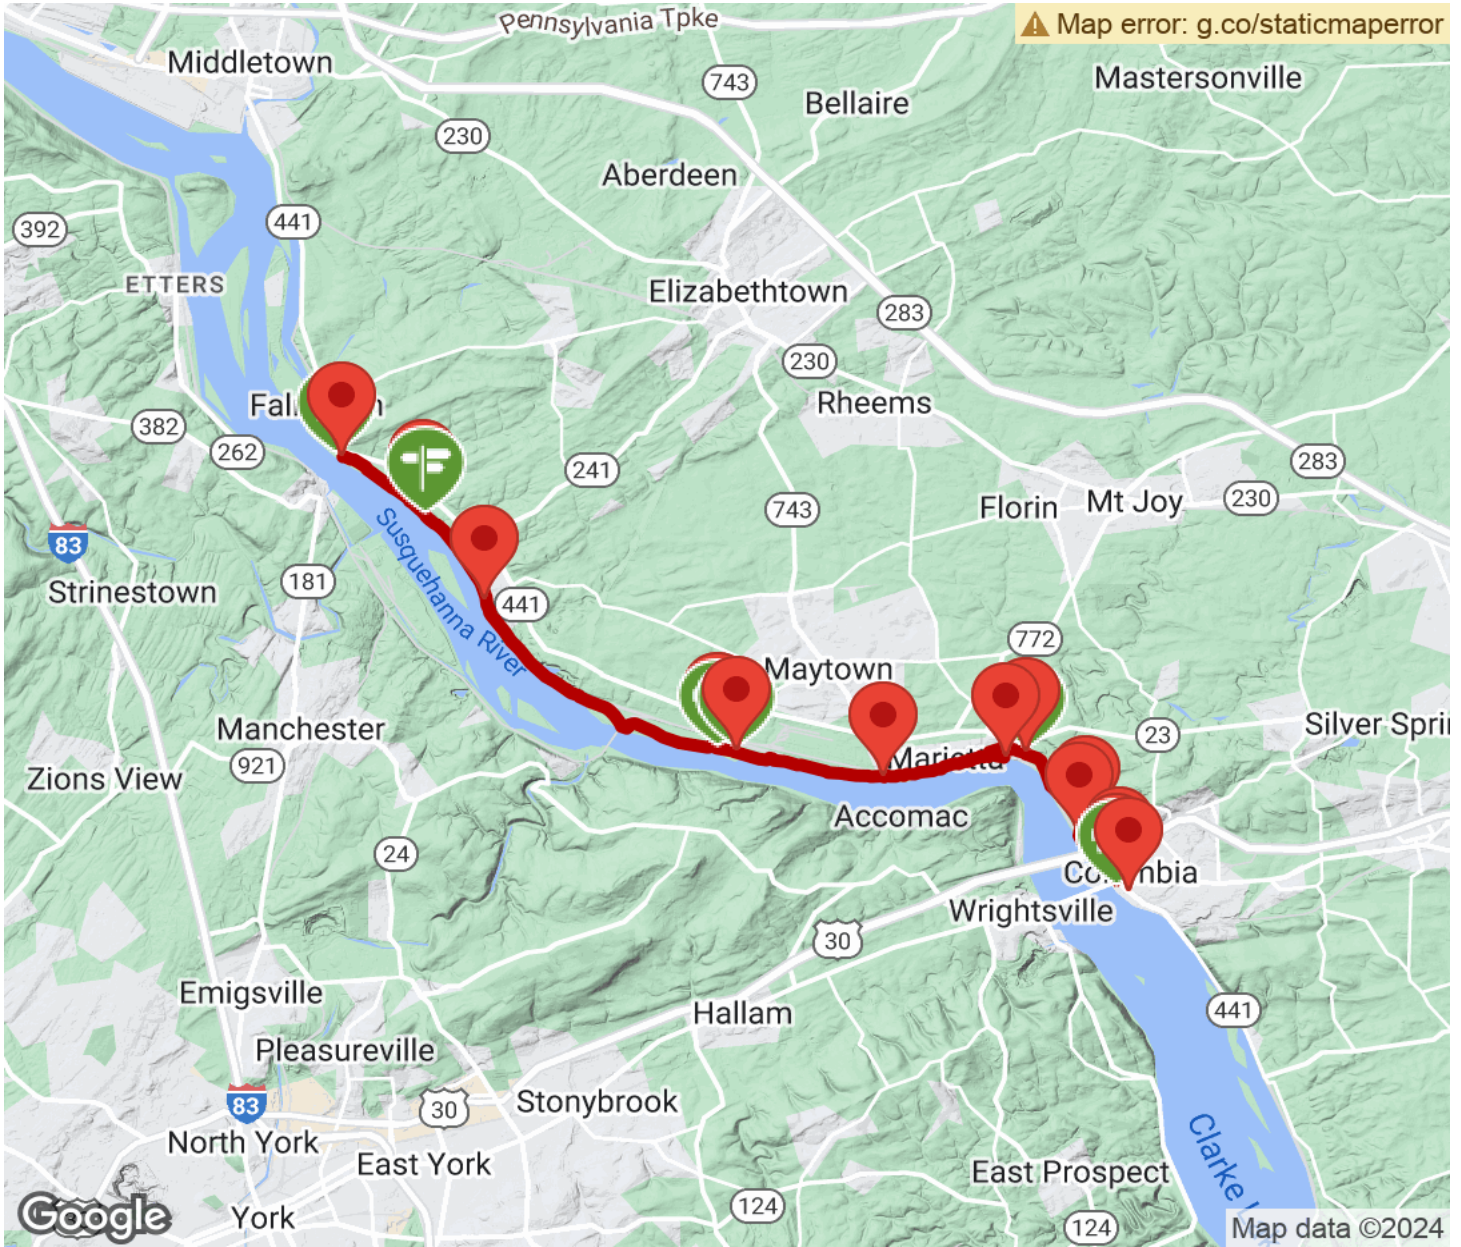 Pennsylvania Tpke
Map error: g.co/staticmaperror
Middletown
743
Mastersonville
Bellaire
230
Aberdeen
441
392
ETTERS
Elizabethtown
283
230
Rheems
382
262
241
283
Florin
Mt Joy
230
743
Susquehanna River
83
181
Strinestown
441
772
Maytown
Manchester
23
Silver Spri
921
Zions View
Marietta
Accomac
24
Wrightsville
30
Emigsville
Hallam
441
Pleasureville
83
30
Stonybrook
North York
East York
Clarke
East Prospect
124
124
York
Google
Map data ©2024